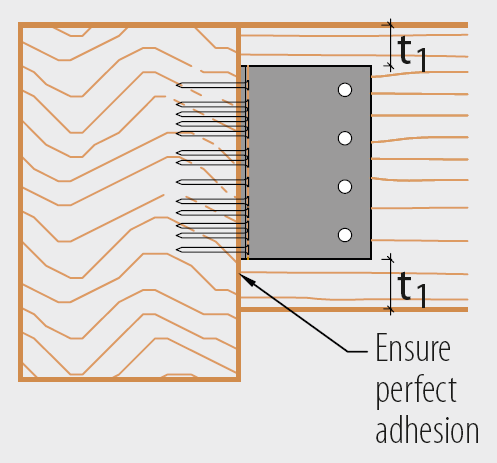 t1
t1
Ensure
perfect
adhesion